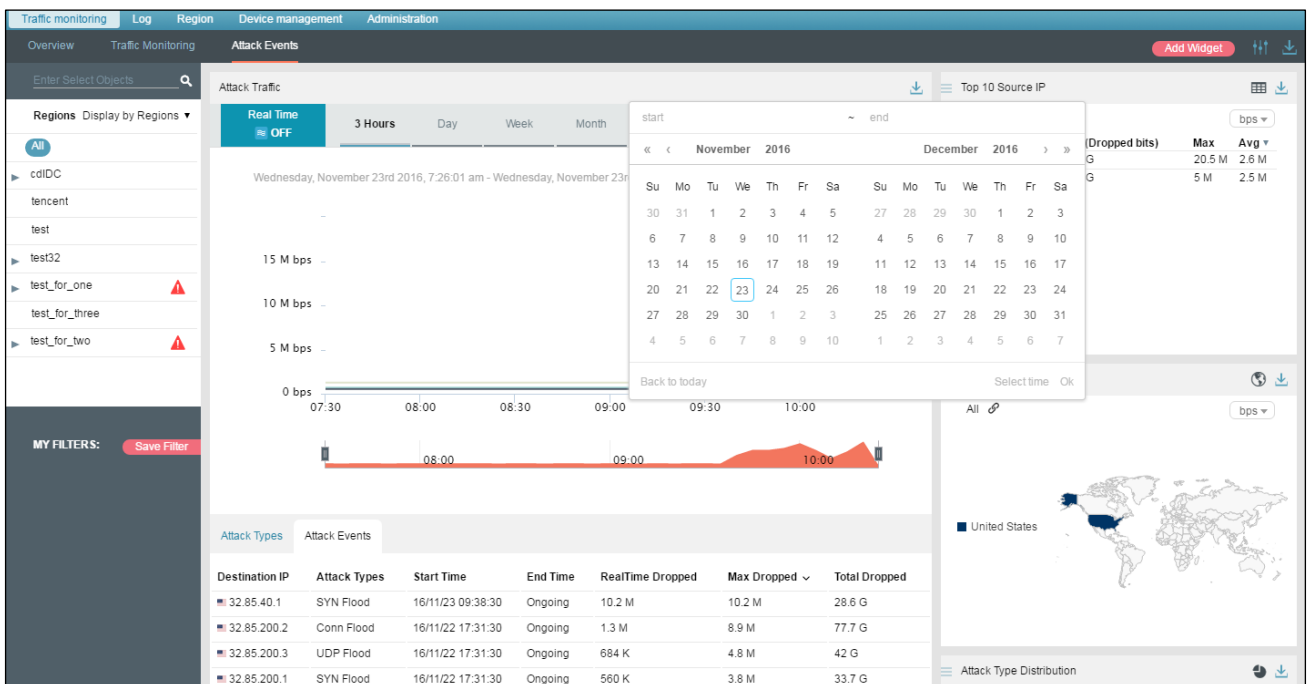 Traffic monitoring Log Region Device management Administration
Overview Traffic Monitoring Attack Events Add Widget
Enter Select Objects
Regions Display by Regions
All
cdIDC
tencent
test
test32
test_for_one
test_for_three
test_for_two
MY FILTERS: Save Filter
Attack Traffic
Real Time
OFF
3 Hours Day Week Month
Wednesday, November 23rd 2016, 7:26:01 am - Wednesday, November 23r
15 M bps
10 M bps
5 M bps
0 bps
07:30 08:00 08:30 09:00 09:30 10:00
08:00 09:00 10:00
start ~ end
« ‹ November 2016 December 2016 › »
Su Mo Tu We Th Fr Sa Su Mo Tu We Th Fr Sa
30 31 1 2 3 4 5 27 28 29 30 1 2 3
6 7 8 9 10 11 12 4 5 6 7 8 9 10
13 14 15 16 17 18 19 11 12 13 14 15 16 17
20 21 22 23 24 25 26 18 19 20 21 22 23 24
27 28 29 30 1 2 3 25 26 27 28 29 30 31
4 5 6 7 8 9 10 1 2 3 4 5 6 7
Back to today Select time Ok
Attack Types Attack Events
Destination IP Attack Types Start Time End Time RealTime Dropped Max Dropped Total Dropped
32.85.40.1 SYN Flood 16/11/23 09:38:30 Ongoing 10.2 M 10.2 M 28.6 G
32.85.200.2 Conn Flood 16/11/22 17:31:30 Ongoing 1.3 M 8.9 M 77.7 G
32.85.200.3 UDP Flood 16/11/22 17:31:30 Ongoing 684 K 4.8 M 42 G
32.85.200.1 SYN Flood 16/11/22 17:31:30 Ongoing 560 K 3.8 M 33.7 G
Top 10 Source IP
bps
(Dropped bits) Max Avg
G 20.5 M 2.6 M
G 5 M 2.5 M
All bps
United States
Attack Type Distribution